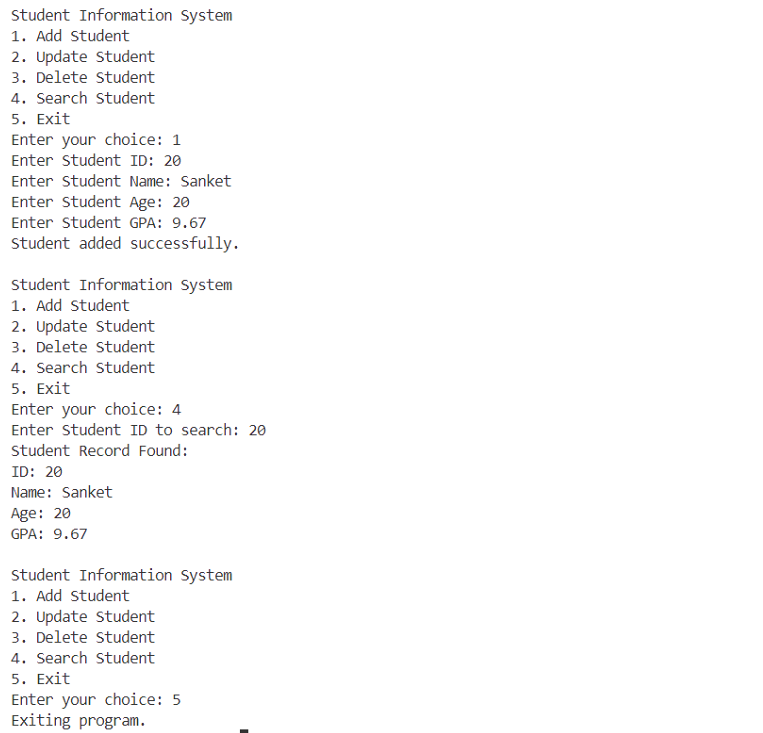 Student Information System
1. Add Student
2. Update Student
3. Delete Student
4. Search Student
5. Exit
Enter your choice: 1
Enter Student ID: 20
Enter Student Name: Sanket
Enter Student Age: 20
Enter Student GPA: 9.67
Student added successfully.

Student Information System
1. Add Student
2. Update Student
3. Delete Student
4. Search Student
5. Exit
Enter your choice: 4
Enter Student ID to search: 20
Student Record Found:
ID: 20
Name: Sanket
Age: 20
GPA: 9.67

Student Information System
1. Add Student
2. Update Student
3. Delete Student
4. Search Student
5. Exit
Enter your choice: 5
Exiting program.